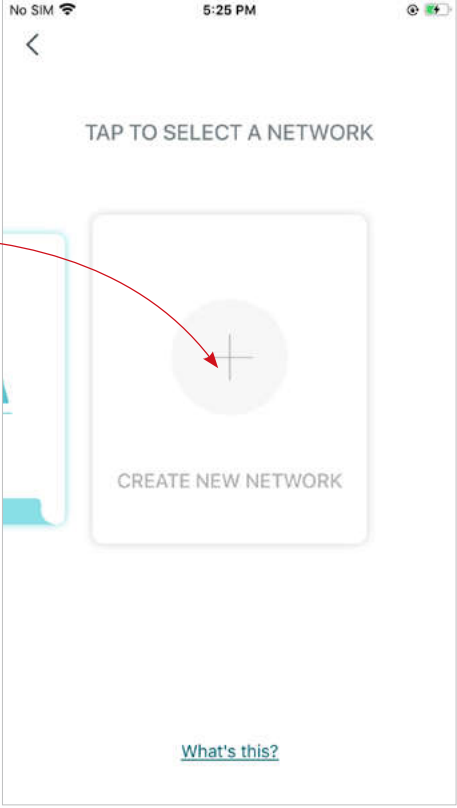 No SIM 5:25 PM
TAP TO SELECT A NETWORK
CREATE NEW NETWORK
What's this?